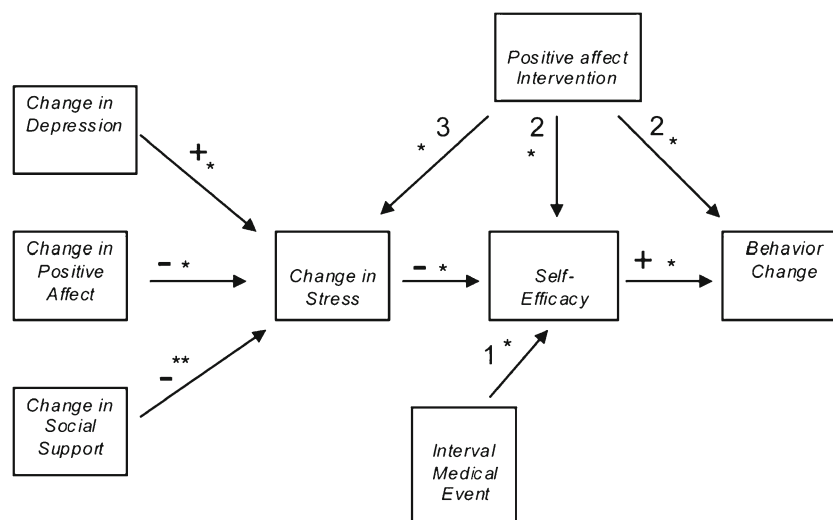 Positive affect
Intervention
Change in
Depression
3
*
2
*
2
*
+
*
Change in
Positive
Affect
- *
Change in
Stress
- *
Self-
Efficacy
+ *
Behavior
Change
- **
1 *
Change in
Social
Support
Interval
Medical
Event